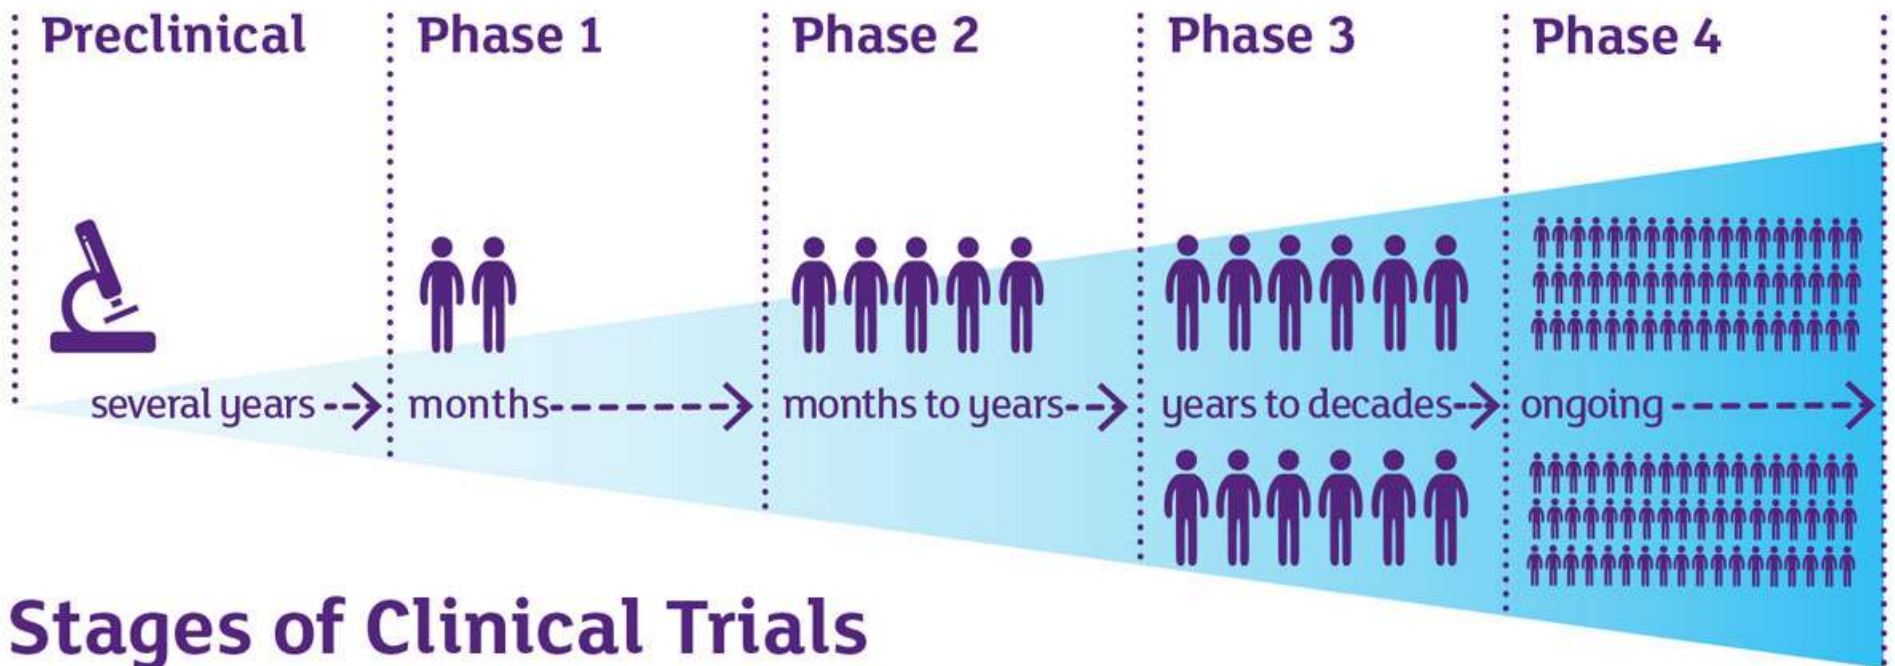 Preclinical
Phase 1
Phase 2
Phase 3
Phase 4
several years
months
months to years
years to decades
ongoing
Stages of Clinical Trials